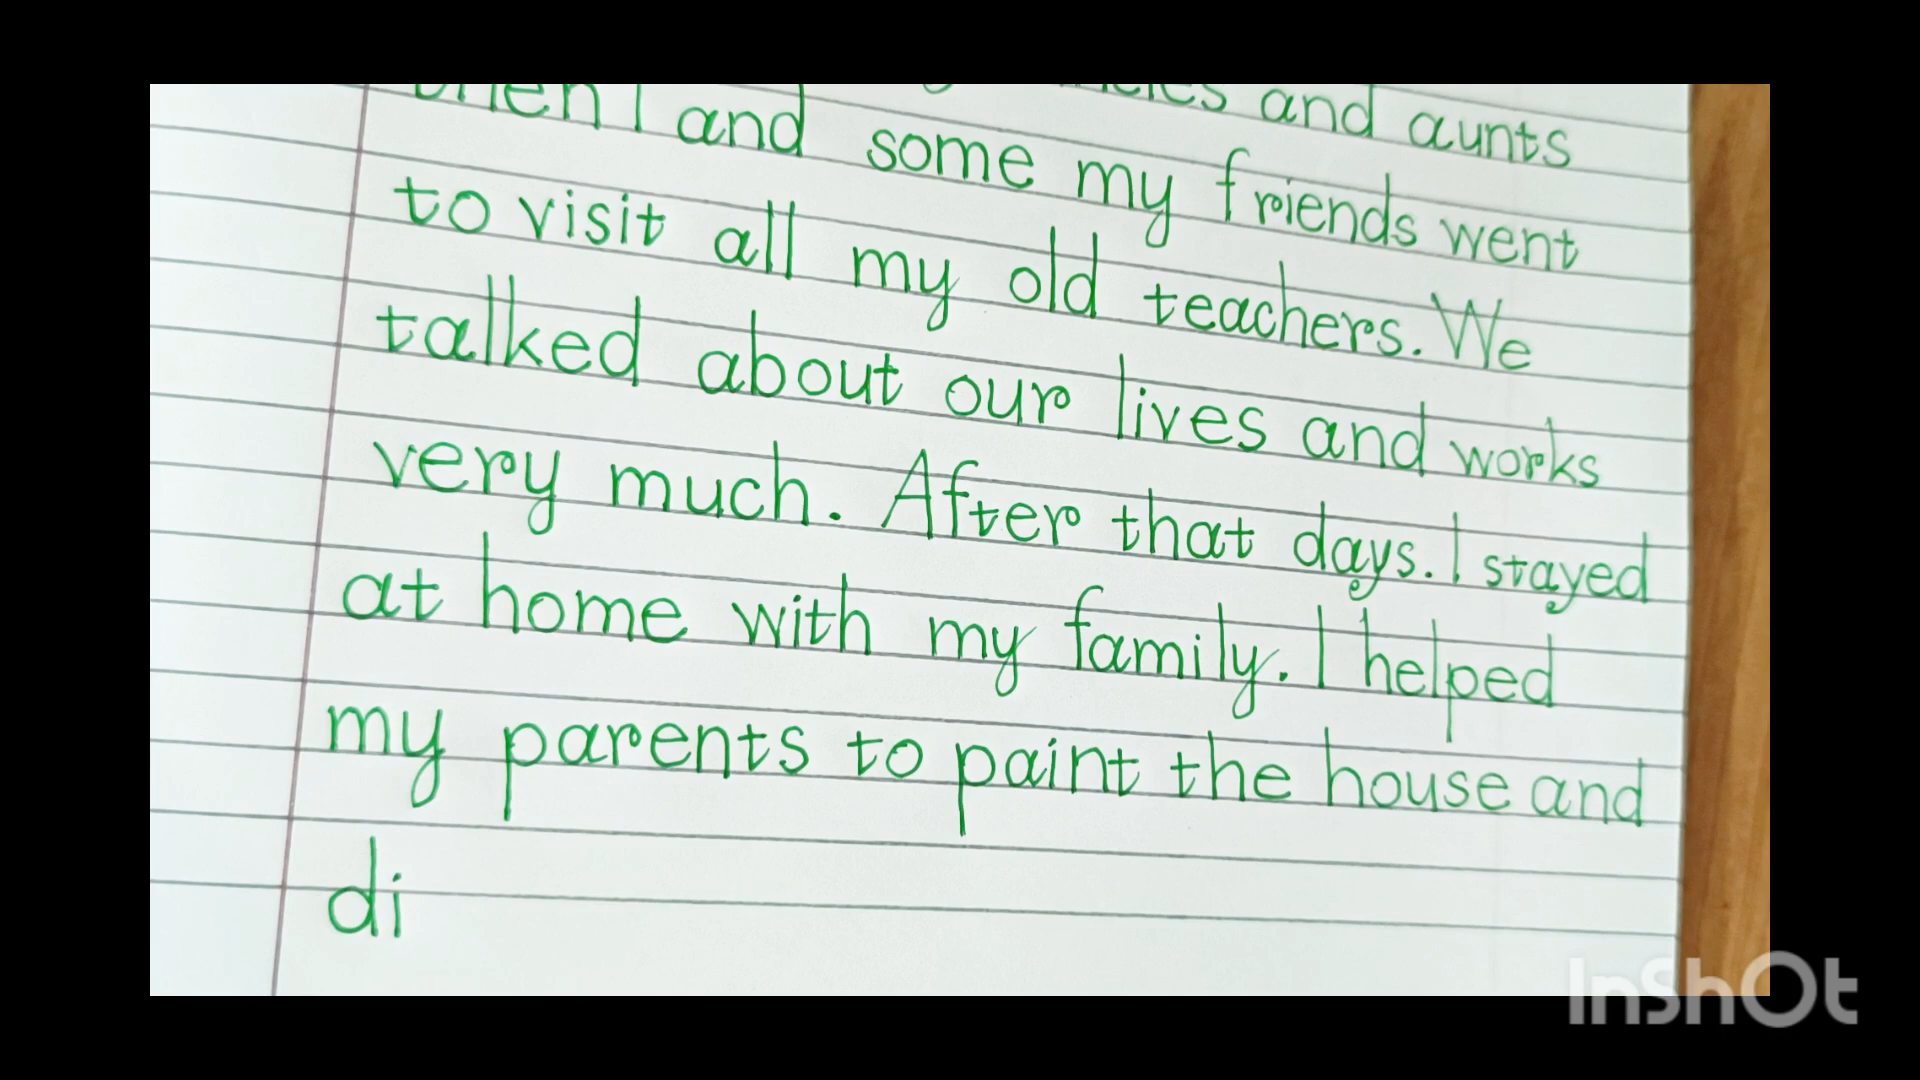 and aunts
and some my friends went
to visit all my old teachers. We
talked about our lives and works
very much. After that days. I stayed
at home with my family. I helped
my parents to paint the house and
di
InShOt